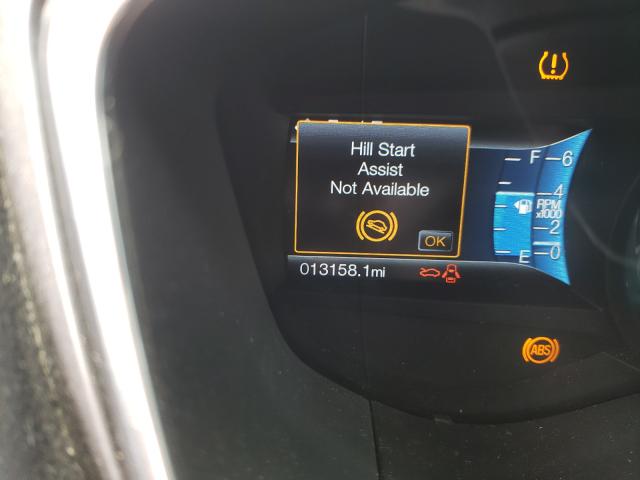 Hill Start
Assist
Not Available
OK
F
6
4
RPM
x1000
2
E
0
013158.1mi
ABS